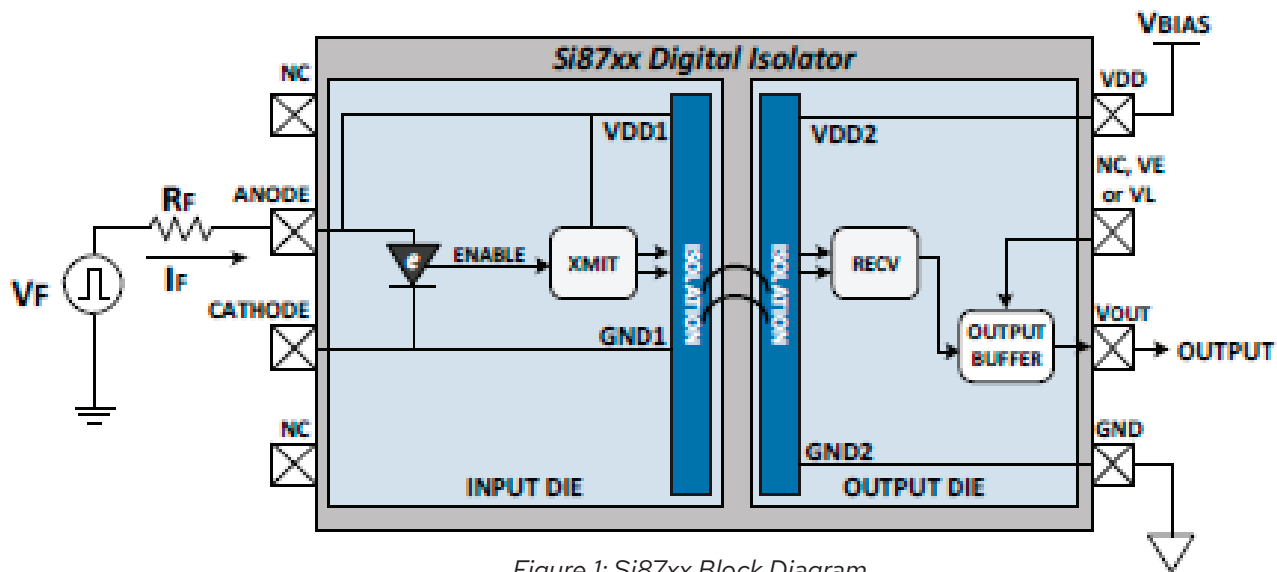 VBIAS
Si87xx Digital Isolator
NC
VDD
VDD1
VDD2
NC, VE
or VL
ANODE
RF
IF
VF
e
ENABLE
XMIT
ISOLATION
ISOLATION
RECV
CATHODE
GND1
OUTPUT
BUFFER
VOUT
OUTPUT
NC
GND2
GND
INPUT DIE
OUTPUT DIE
Figure 1: Si87xx Block Diagram